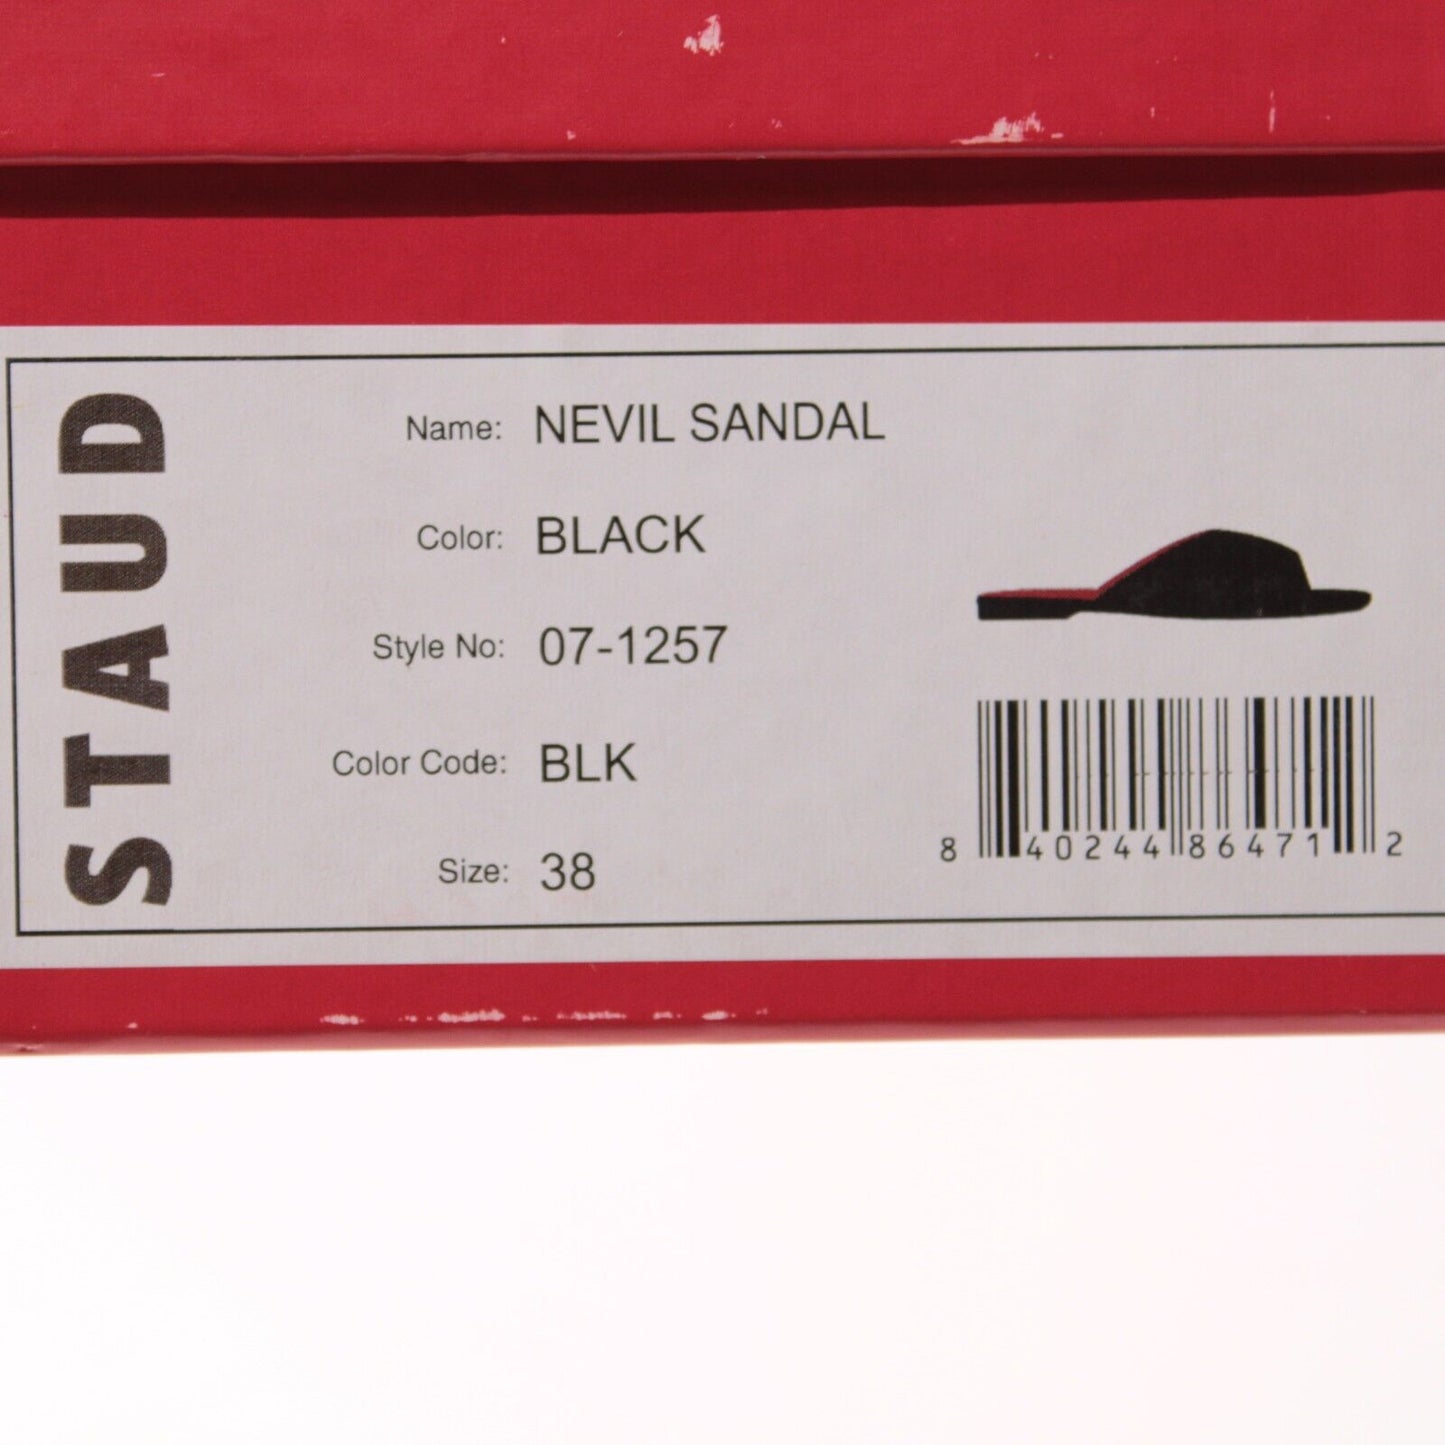 STAUD
Name: NEVIL SANDAL
Color: BLACK
Style No: 07-1257
Color Code: BLK
Size: 38
8 40244 86471 2